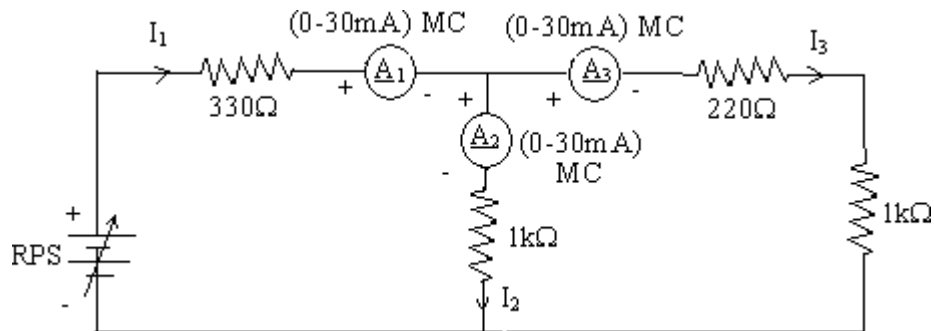 (0-30mA) MC
(0-30mA) MC
I1
I3
+
A1
-
+
A3
-
330Ω
220Ω
+
A2
(0-30mA)
MC
-
1kΩ
1kΩ
+
RPS
-
I2